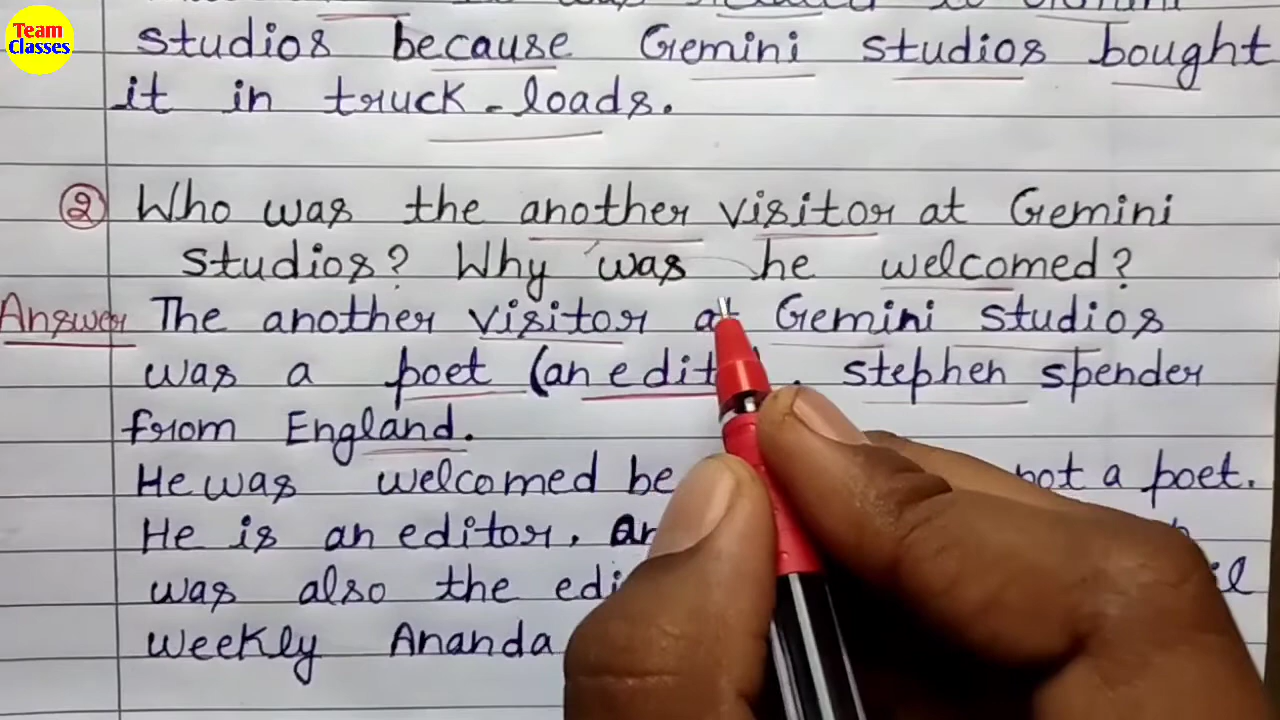 Team
Classes
studios because Gemini studios bought
it in truck-loads.
② Who was the another visitor at Gemini
studios? Why was he welcomed?
Answer The another visitor at Gemini studios
was a poet (an edit . stephen spender
from England.
He was welcomed be not a poet.
He is an editor.
was also the edi
weekly Ananda